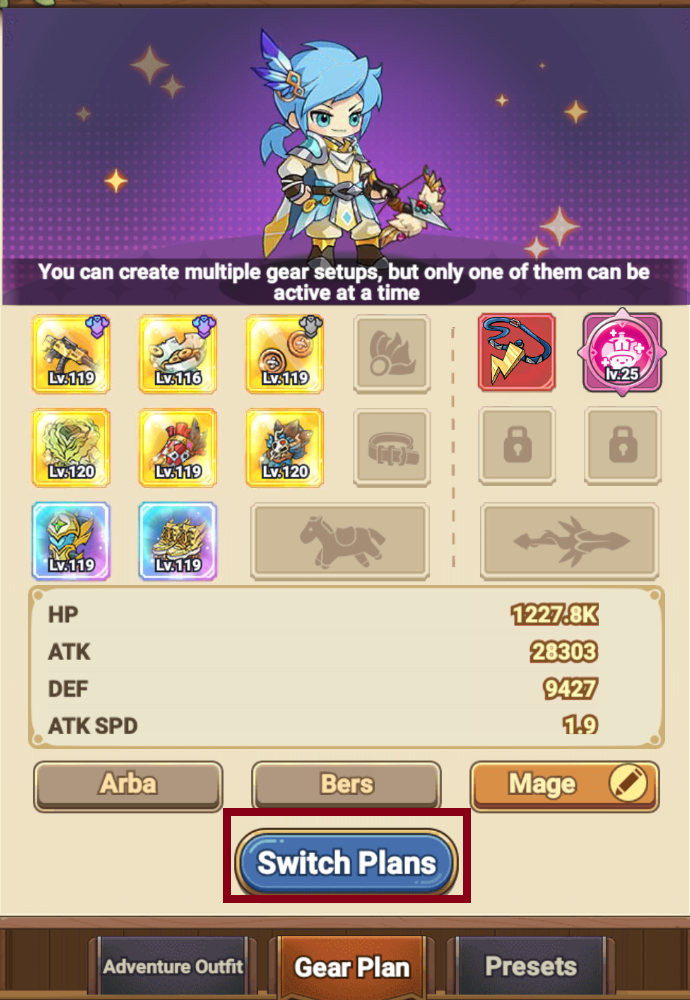 You can create multiple gear setups, but only one of them can be
active at a time
Lv.119
Lv.116
Lv.119
lv.25
Lv.120
Lv.119
Lv.120
Lv.119
Lv.119
HP 1227.8K
ATK 28303
DEF 9427
ATK SPD 1.9
Arba
Bers
Mage
Switch Plans
Adventure Outfit
Gear Plan
Presets